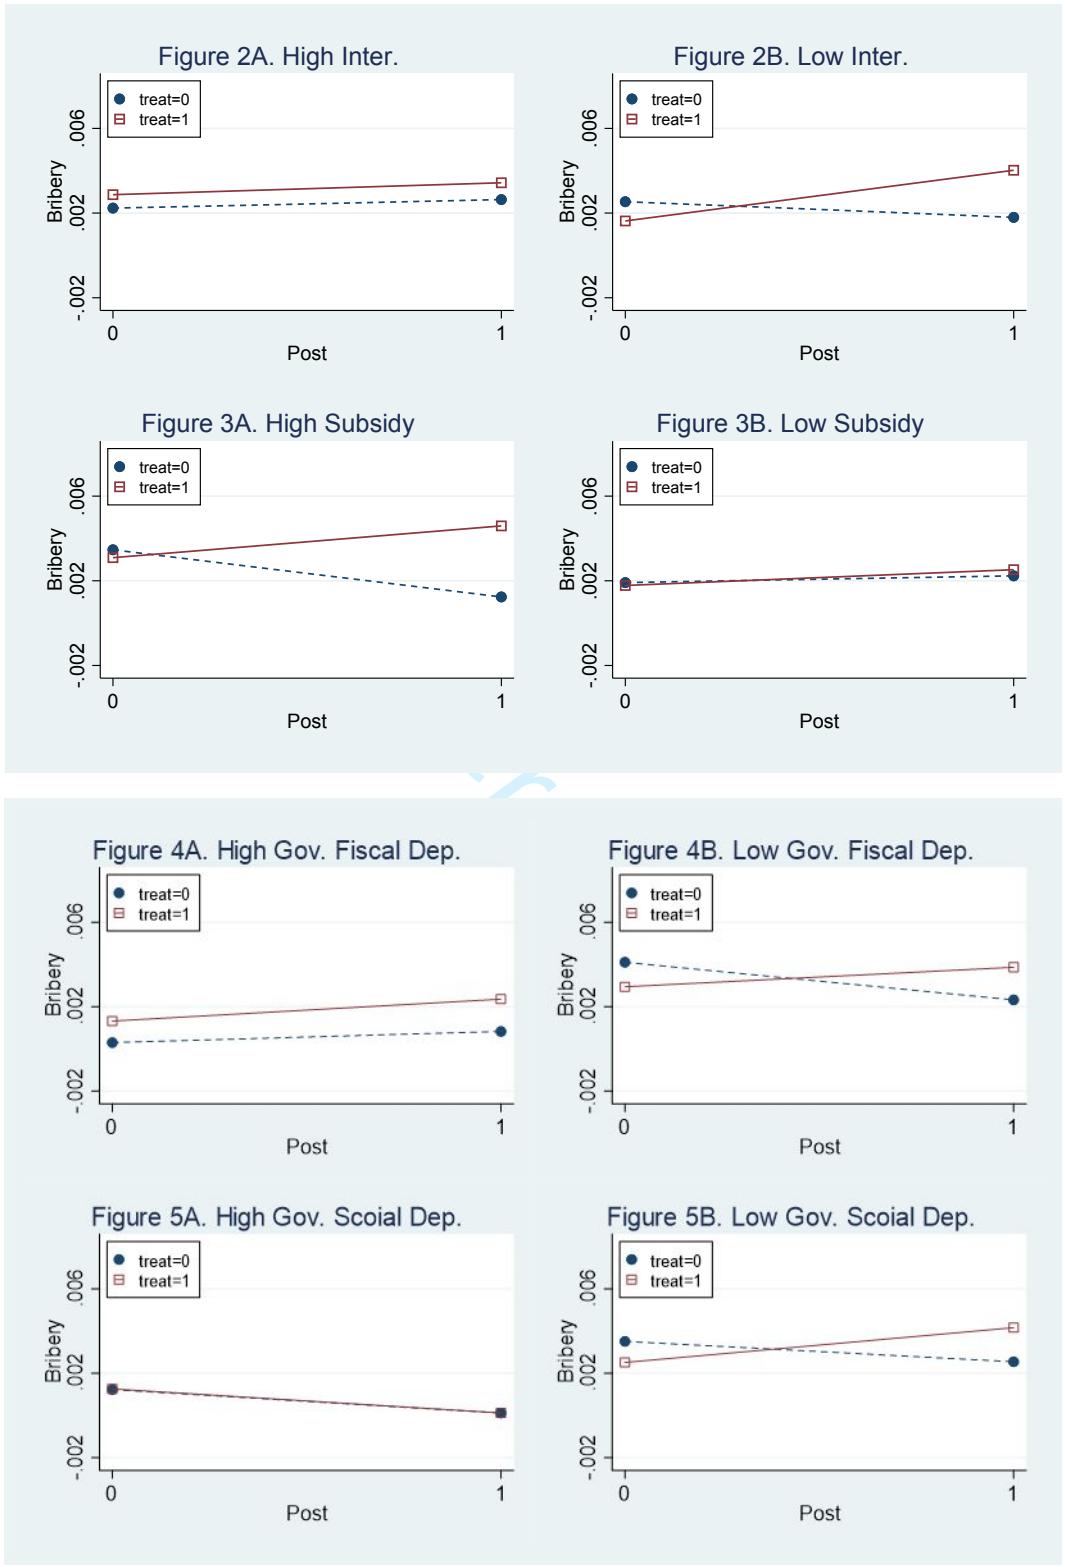 Figure 2A. High Inter.
treat=0
treat=1
.006
.002
-.002
Bribery
0
1
Post
Figure 2B. Low Inter.
treat=0
treat=1
.006
.002
-.002
Bribery
0
1
Post
Figure 3A. High Subsidy
treat=0
treat=1
.006
.002
-.002
Bribery
0
1
Post
Figure 3B. Low Subsidy
treat=0
treat=1
.006
.002
-.002
Bribery
0
1
Post
Figure 4A. High Gov. Fiscal Dep.
treat=0
treat=1
.006
.002
-.002
Bribery
0
1
Post
Figure 4B. Low Gov. Fiscal Dep.
treat=0
treat=1
.006
.002
-.002
Bribery
0
1
Post
Figure 5A. High Gov. Scoial Dep.
treat=0
treat=1
.006
.002
-.002
Bribery
0
1
Post
Figure 5B. Low Gov. Scoial Dep.
treat=0
treat=1
.006
.002
-.002
Bribery
0
1
Post